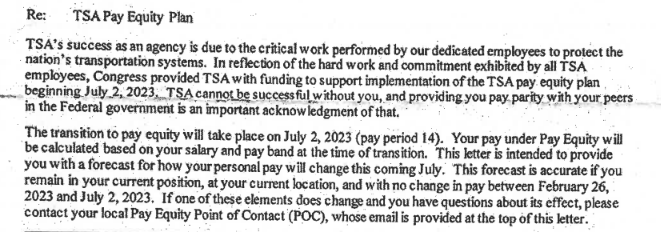 Re: TSA Pay Equity Plan
TSA's success as an agency is due to the critical work performed by our dedicated employees to protect the
nation's transportation systems. In reflection of the hard work and commitment exhibited by all TSA
employees, Congress provided TSA with funding to support implementation of the TSA pay equity plan
beginning July 2, 2023. TSA cannot be successful without you, and providing you pay parity with your peers
in the Federal government is an important acknowledgment of that.
The transition to pay equity will take place on July 2, 2023 (pay period 14). Your pay under Pay Equity will
be calculated based on your salary and pay band at the time of transition. This letter is intended to provide
you with a forecast for how your personal pay will change this coming July. This forecast is accurate if you
remain in your current position, at your current location, and with no change in pay between February 26,
2023 and July 2, 2023. If one of these elements does change and you have questions about its effect, please
contact your local Pay Equity Point of Contact (POC), whose email is provided at the top of this letter.